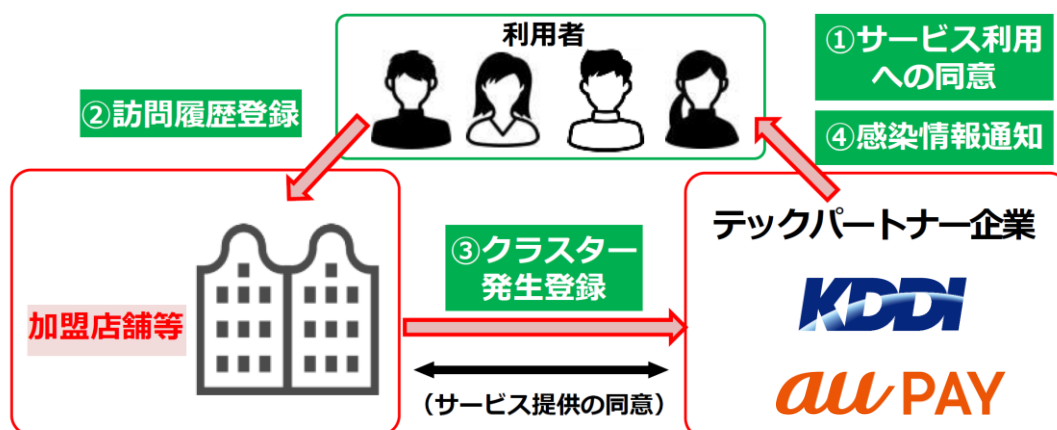 利用者
①サービス利用
への同意
②訪問履歴登録
④感染情報通知
テックパートナー企業
③クラスター
発生登録
加盟店舗等
KDDI
（サービス提供の同意）
au PAY